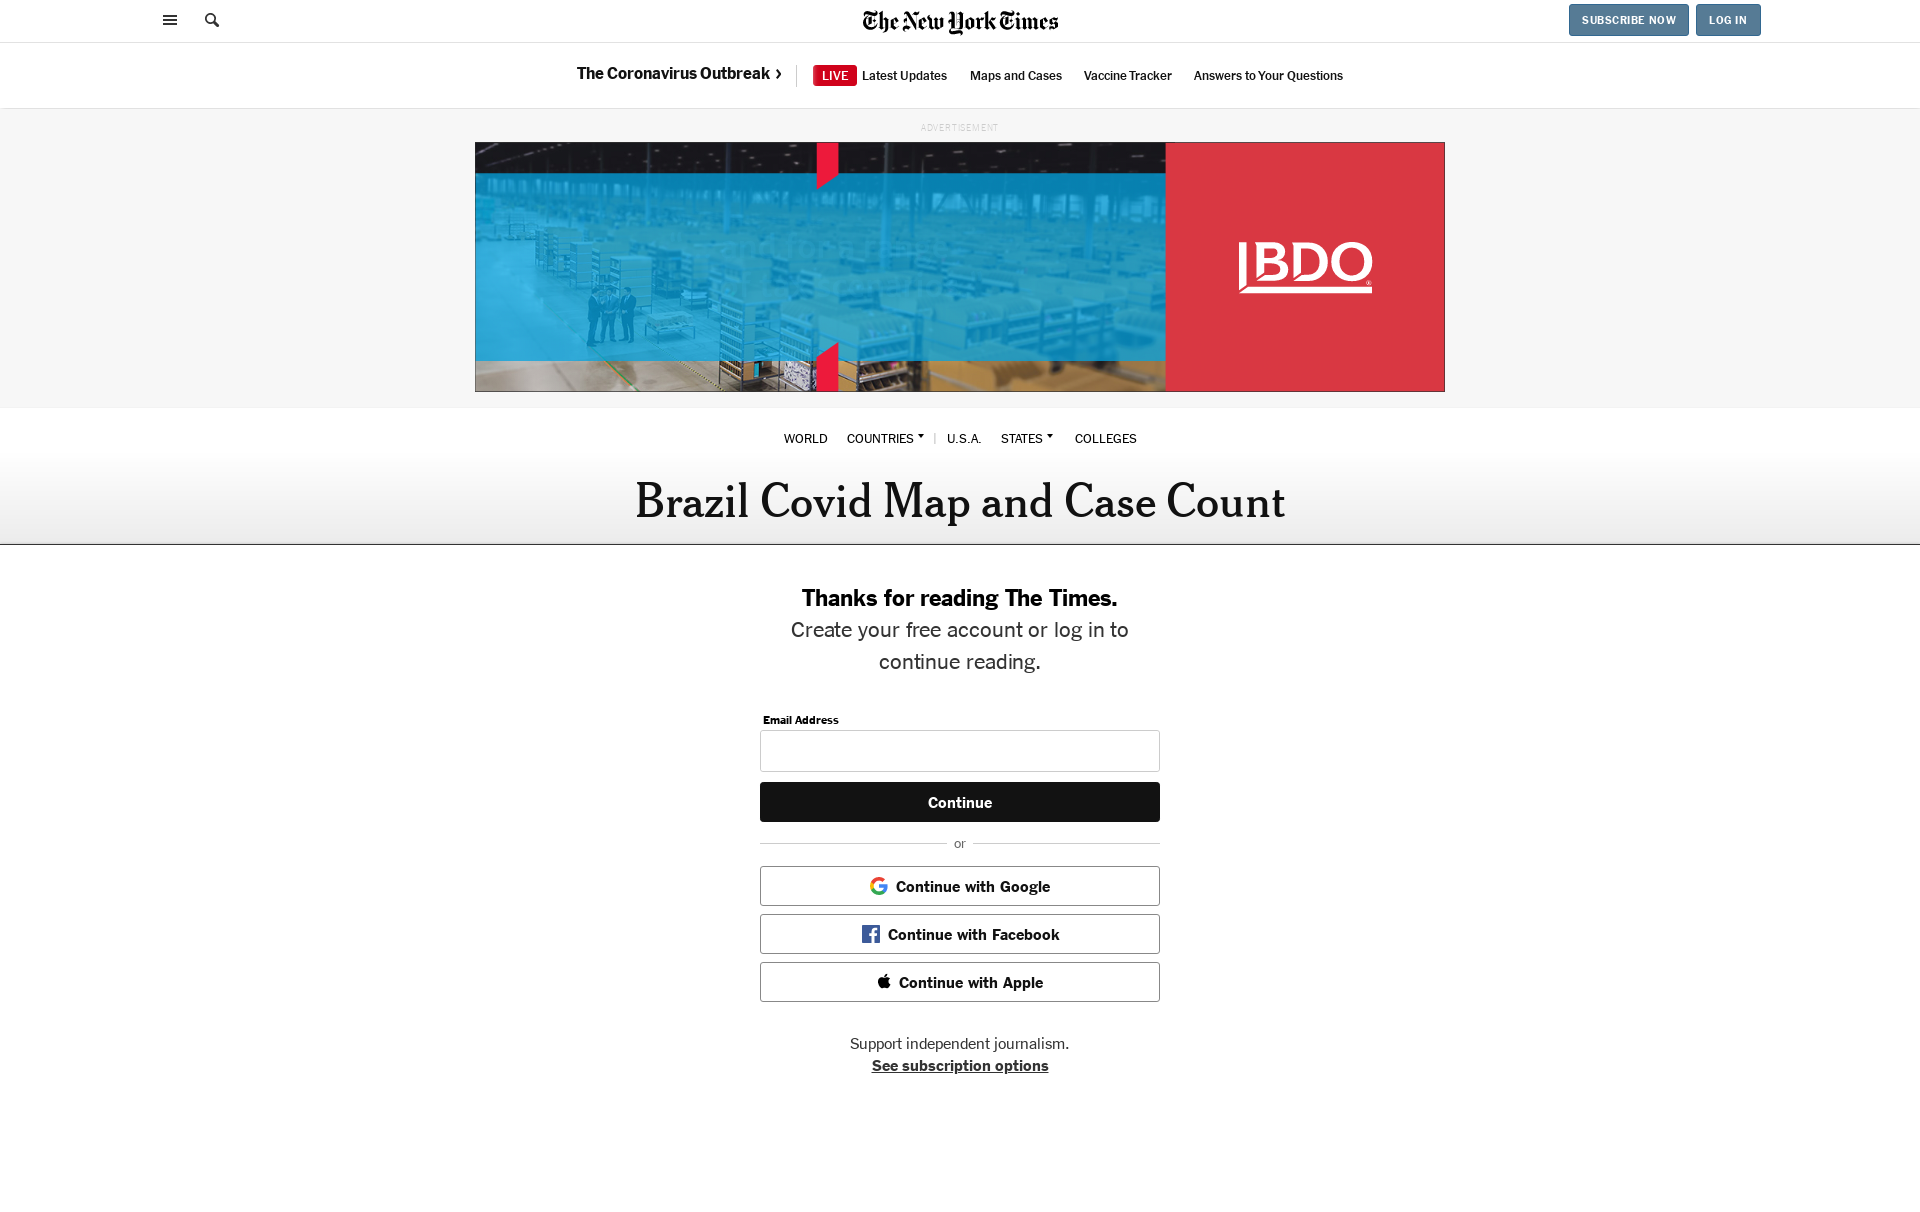 The New York Times
SUBSCRIBE NOW
LOG IN
The Coronavirus Outbreak ›
LIVE Latest Updates
Maps and Cases
Vaccine Tracker
Answers to Your Questions
ADVERTISEMENT
BDO®
WORLD
COUNTRIES
U.S.A.
STATES
COLLEGES
Brazil Covid Map and Case Count
Thanks for reading The Times.
Create your free account or log in to
continue reading.
Email Address
Continue
or
Continue with Google
Continue with Facebook
Continue with Apple
Support independent journalism.
See subscription options